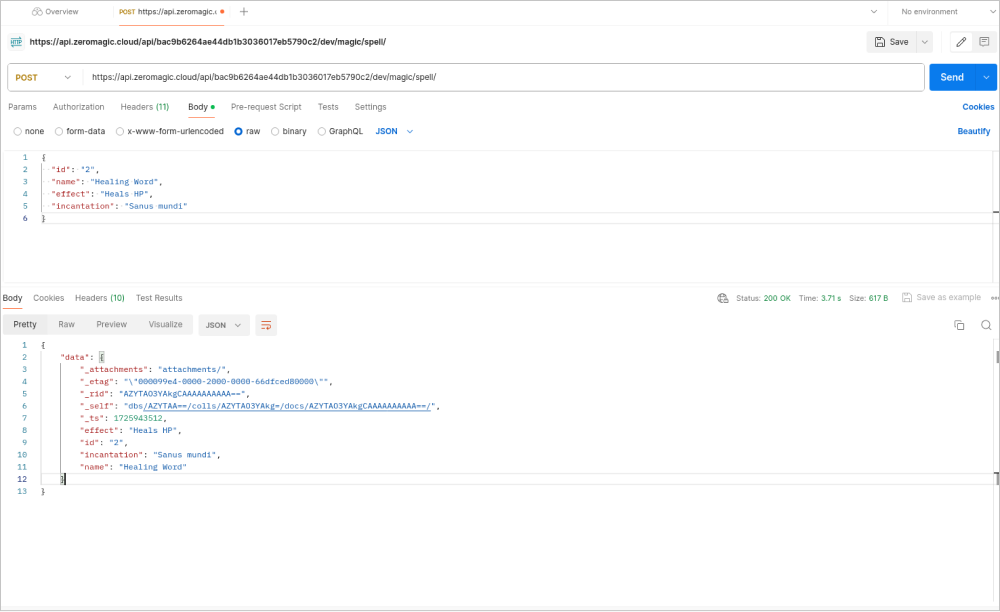 Overview
POST https://api.zeromagic.c
No environment
HTTP https://api.zeromagic.cloud/api/bac9b6264ae44db1b3036017eb5790c2/dev/magic/spell/
Save
POST https://api.zeromagic.cloud/api/bac9b6264ae44db1b3036017eb5790c2/dev/magic/spell/
Send
Params Authorization Headers (11) Body Pre-request Script Tests Settings
Cookies
none form-data x-www-form-urlencoded raw binary GraphQL JSON
Beautify
1 {
2 "id": "2",
3 "name": "Healing Word",
4 "effect": "Heals HP",
5 "incantation": "Sanus mundi"
6 }
Body Cookies Headers (10) Test Results
Status: 200 OK Time: 3.71 s Size: 617 B
Save as example
Pretty Raw Preview Visualize JSON
1 {
2 "data": {
3 "_attachments": "attachments/",
4 "_etag": "\"000099e4-0000-2000-0000-66dfced80000\"",
5 "_rid": "AZYTAO3YAkgCAAAAAAAAAA==",
6 "_self": "dbs/AZYTAA==/colls/AZYTAO3YAkg=/docs/AZYTAO3YAkgCAAAAAAAAAA==/",
7 "_ts": 1725943512,
8 "effect": "Heals HP",
9 "id": "2",
10 "incantation": "Sanus mundi",
11 "name": "Healing Word"
12 }
13 }